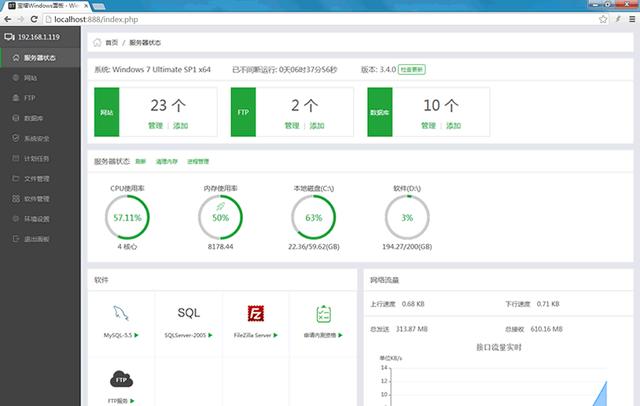 宝塔Windows面板 - Win
localhost:888/index.php
192.168.1.119
服务器状态
网站
FTP
数据库
系统安全
计划任务
文件管理
软件管理
环境设置
退出面板
首页 / 服务器状态
系统: Windows 7 Ultimate SP1 x64 已不间断运行: 0天06时37分56秒 版本: 3.4.0 检查更新
网站 23 个
管理 | 添加
FTP 2 个
管理 | 添加
数据库 10 个
管理 | 添加
服务器状态 刷新 清理内存 进程管理
CPU使用率 内存使用率 本地磁盘(C:\) 软件(D:\)
57.11% 50% 63% 3%
4 核心 8178.44 22.36/59.62(GB) 194.27/200(GB)
软件
SQL
MySQL-5.5 SQLServer-2005 FileZilla Server 申请内测资格
FTP
FTP服务
网络流量
上行速度 0.68 KB 下行速度 0.71 KB
总发送 313.87 MB 总接收 610.16 MB
接口流量实时
单位KB/s
14
12
10
8
6
4
2